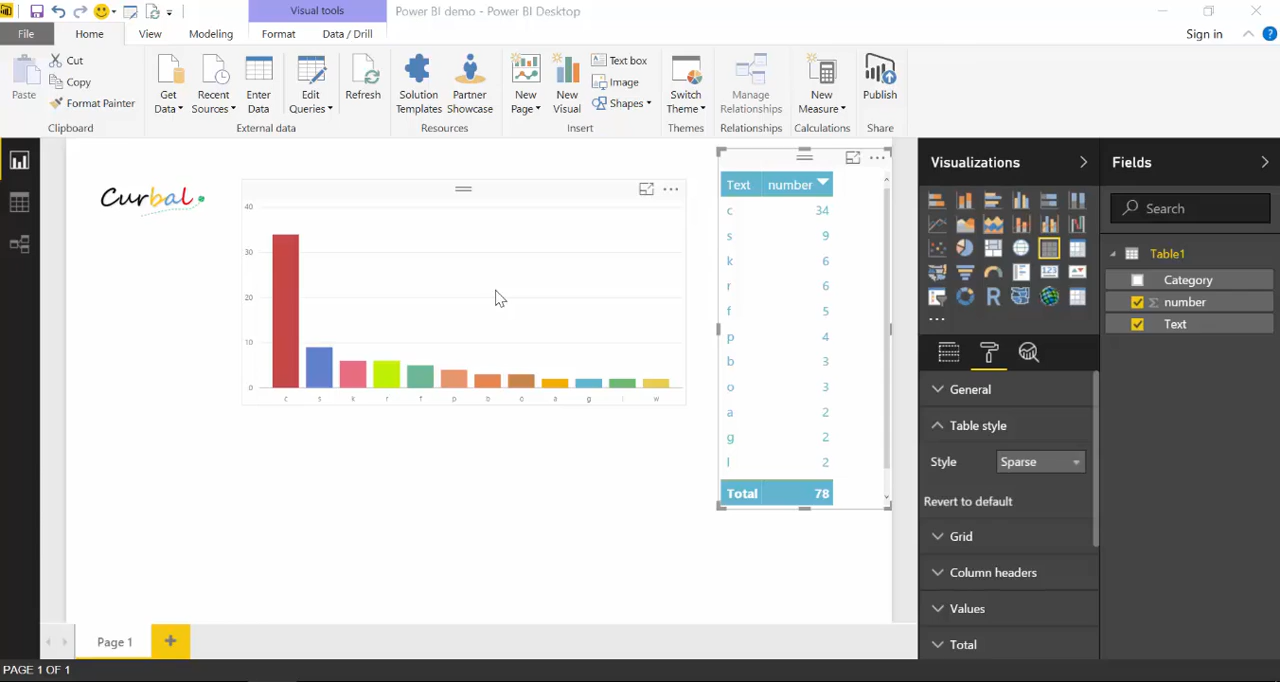 Visual tools
Power BI demo - Power BI Desktop
File Home View Modeling Format Data / Drill Sign in
Paste
Cut
Copy
Format Painter
Clipboard
Get Data
Recent Sources
Enter Data
Edit Queries
Refresh
External data
Solution Templates
Partner Showcase
Resources
New Page
New Visual
Text box
Image
Shapes
Insert
Switch Theme
Themes
Manage Relationships
Relationships
New Measure
Calculations
Publish
Share
Curbal
40
30
20
10
0
c s k r f p b o a g l w
Text number
c 34
s 9
k 6
r 6
f 5
p 4
b 3
o 3
a 2
g 2
l 2
Total 78
Visualizations
R
123
General
Table style
Style Sparse
Revert to default
Grid
Column headers
Values
Total
Fields
Search
Table1
Category
Σ number
Text
Page 1
PAGE 1 OF 1